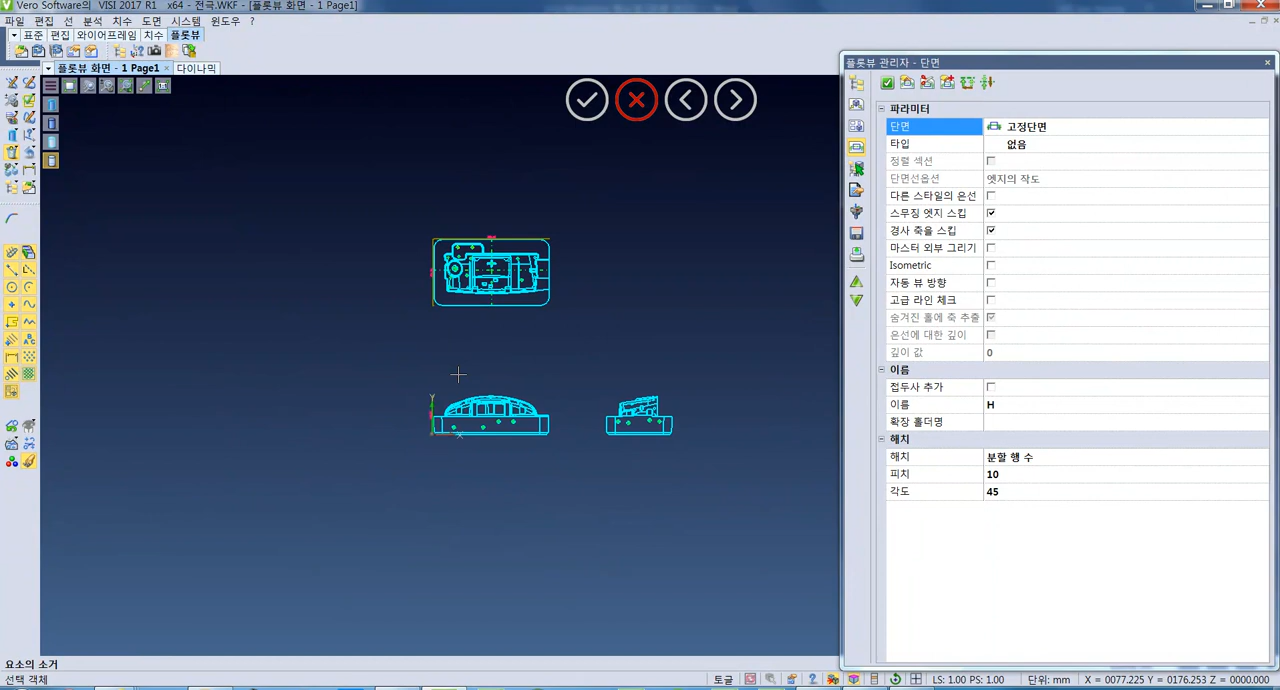 Vero Software의 VISI 2017 R1 x64 - 전극.WKF - [플롯뷰 화면 - 1 Page1]
파일 편집 선 분석 치수 도면 시스템 윈도우 ?
표준 편집 와이어프레임 치수 플롯뷰
플롯뷰 화면 - 1 Page1 × 다이나믹
플롯뷰 관리자 - 단면
파라미터
단면 고정단면
타입 없음
정렬 섹션
단면선옵션 엣지의 작도
다른 스타일의 은선
스무징 엣지 스킵
경사 죽을 스킵
마스터 외부 그리기
Isometric
자동 뷰 방향
고급 라인 체크
숨겨진 홀에 죽 추출
은선에 대한 깊이
깊이 값 0
이름
접두사 추가
이름 H
확장 홀더명
해치
해치 분할 행 수
피치 10
각도 45
Y
X
요소의 소거
선택 객체
토글
LS: 1.00 PS: 1.00
단위: mm
X = 0077.225 Y = 0176.253 Z = 0000.000